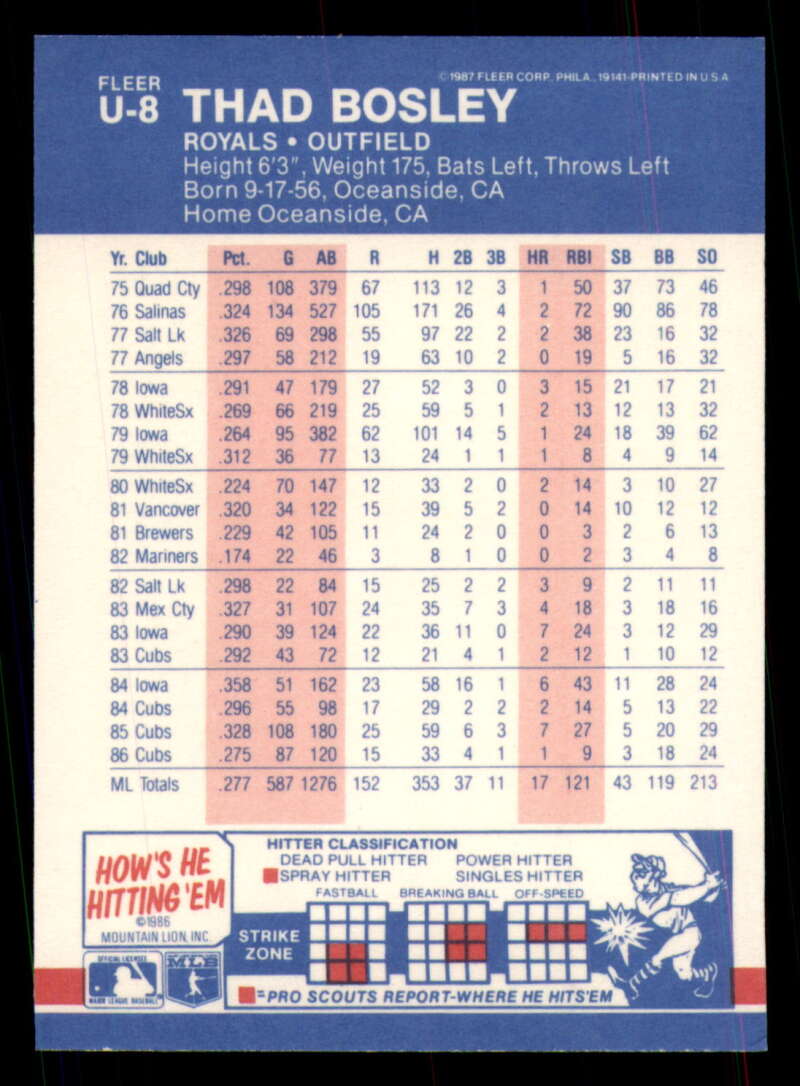 © 1987 FLEER CORP. PHILA., 19141-PRINTED IN U S A
FLEER
U-8 THAD BOSLEY
ROYALS • OUTFIELD
Height 6'3", Weight 175, Bats Left, Throws Left
Born 9-17-56, Oceanside, CA
Home Oceanside, CA
Yr. Club Pct. G AB R H 2B 3B HR RBI SB BB SO
75 Quad Cty .298 108 379 67 113 12 3 1 50 37 73 46
76 Salinas .324 134 527 105 171 26 4 2 72 90 86 78
77 Salt Lk .326 69 298 55 97 22 2 2 38 23 16 32
77 Angels .297 58 212 19 63 10 2 0 19 5 16 32
78 Iowa .291 47 179 27 52 3 0 3 15 21 17 21
78 WhiteSx .269 66 219 25 59 5 1 2 13 12 13 32
79 Iowa .264 95 382 62 101 14 5 1 24 18 39 62
79 WhiteSx .312 36 77 13 24 1 1 1 8 4 9 14
80 WhiteSx .224 70 147 12 33 2 0 2 14 3 10 27
81 Vancover .320 34 122 15 39 5 2 0 14 10 12 12
81 Brewers .229 42 105 11 24 2 0 0 3 2 6 13
82 Mariners .174 22 46 3 8 1 0 0 2 3 4 8
82 Salt Lk .298 22 84 15 25 2 2 3 9 2 11 11
83 Mex Cty .327 31 107 24 35 7 3 4 18 3 18 16
83 Iowa .290 39 124 22 36 11 0 7 24 3 12 29
83 Cubs .292 43 72 12 21 4 1 2 12 1 10 12
84 Iowa .358 51 162 23 58 16 1 6 43 11 28 24
84 Cubs .296 55 98 17 29 2 2 2 14 5 13 22
85 Cubs .328 108 180 25 59 6 3 7 27 5 20 29
86 Cubs .275 87 120 15 33 4 1 1 9 3 18 24
ML Totals .277 587 1276 152 353 37 11 17 121 43 119 213
HOW'S HE
HITTING 'EM
©1986
MOUNTAIN LION, INC.
HITTER CLASSIFICATION
DEAD PULL HITTER POWER HITTER
SPRAY HITTER SINGLES HITTER
FASTBALL BREAKING BALL OFF-SPEED
STRIKE
ZONE
OFFICIAL LICENSEE
MAJOR LEAGUE BASEBALL
MLB
=PRO SCOUTS REPORT-WHERE HE HITS'EM